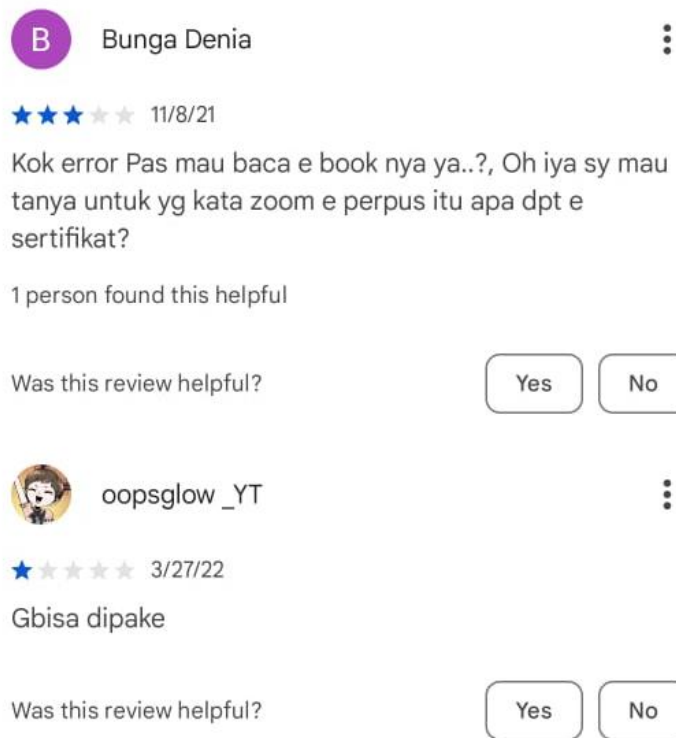 B
Bunga Denia
11/8/21
Kok error Pas mau baca e book nya ya..?, Oh iya sy mau
tanya untuk yg kata zoom e perpus itu apa dpt e
sertifikat?
1 person found this helpful
Was this review helpful?
Yes
No
oopsglow _YT
3/27/22
Gbisa dipake
Was this review helpful?
Yes
No